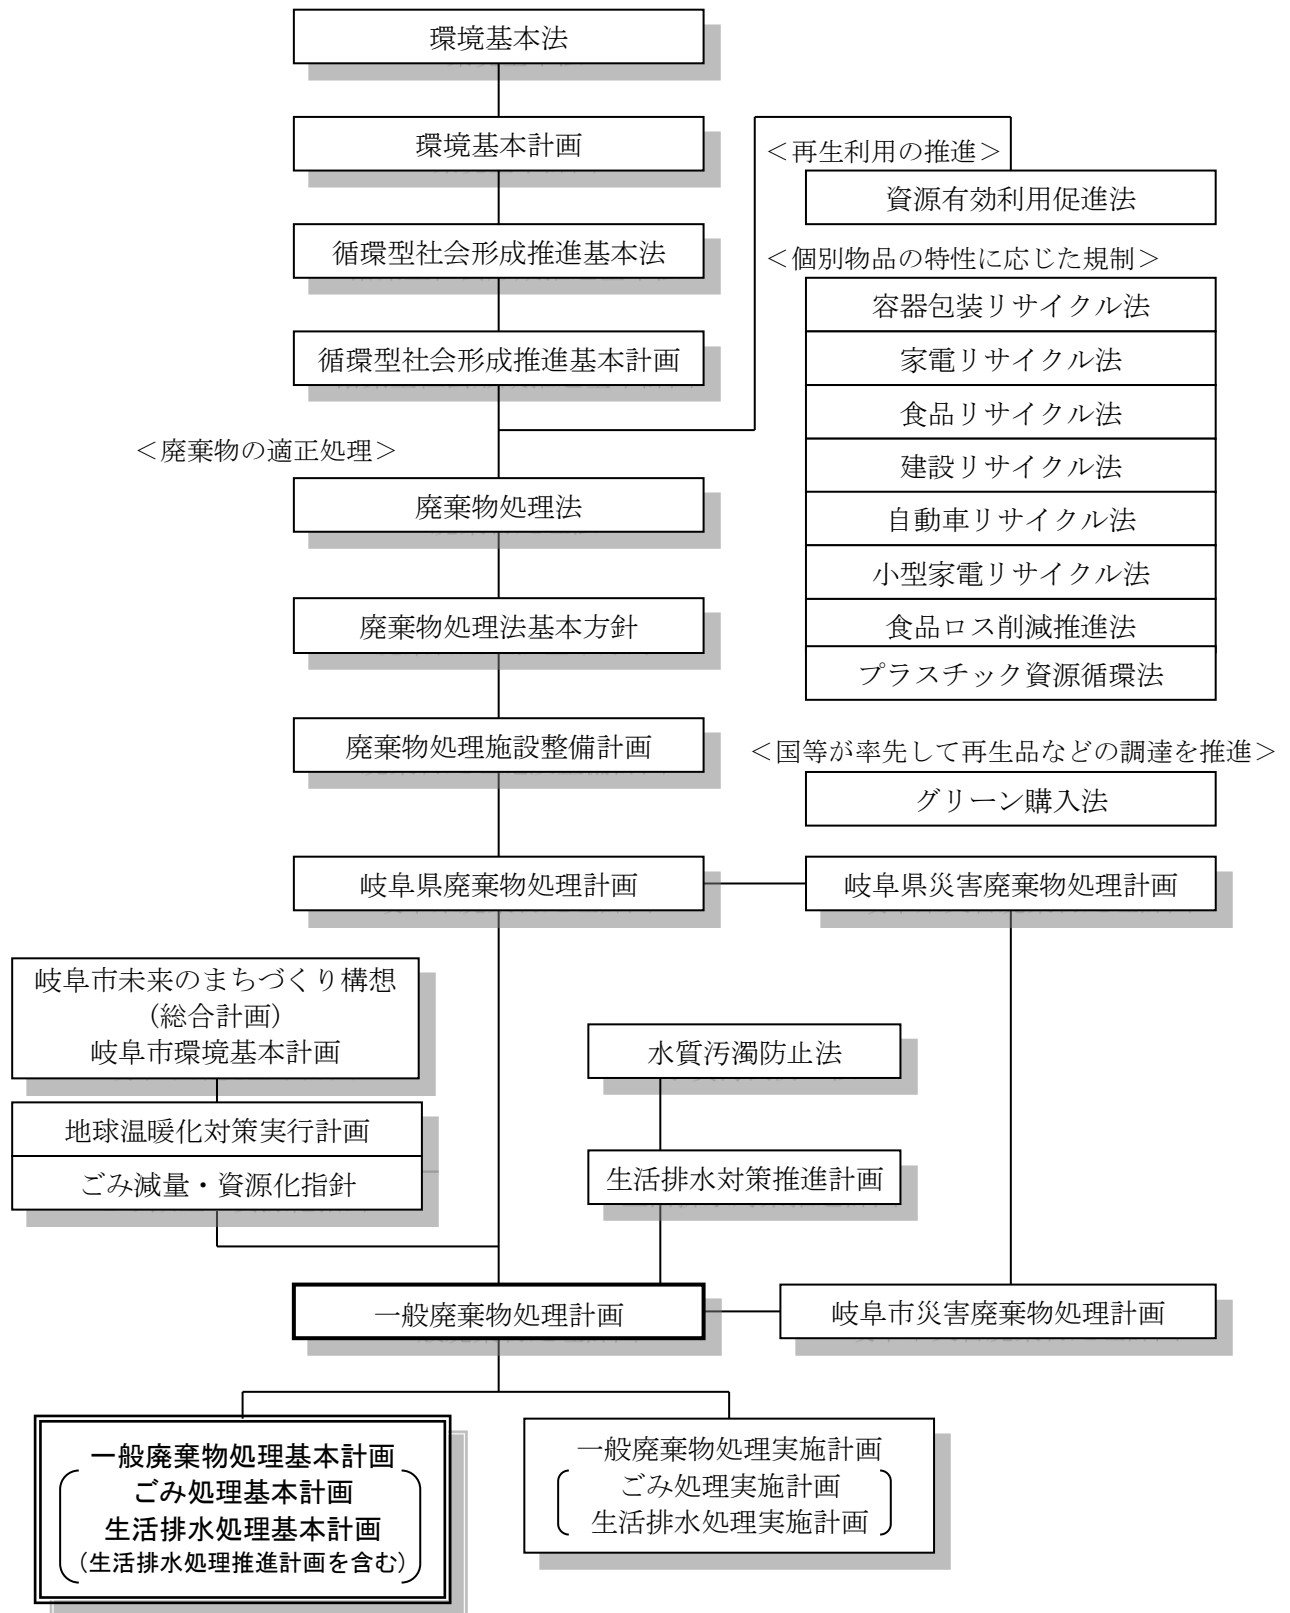 環境基本法
環境基本計画
循環型社会形成推進基本法
循環型社会形成推進基本計画
＜再生利用の推進＞
資源有効利用促進法
＜個別物品の特性に応じた規制＞
容器包装リサイクル法
家電リサイクル法
食品リサイクル法
建設リサイクル法
自動車リサイクル法
小型家電リサイクル法
食品ロス削減推進法
プラスチック資源循環法
＜国等が率先して再生品などの調達を推進＞
グリーン購入法
＜廃棄物の適正処理＞
廃棄物処理法
廃棄物処理法基本方針
廃棄物処理施設整備計画
岐阜県廃棄物処理計画
岐阜県災害廃棄物処理計画
岐阜市未来のまちづくり構想
（総合計画）
岐阜市環境基本計画
地球温暖化対策実行計画
ごみ減量・資源化指針
水質汚濁防止法
生活排水対策推進計画
一般廃棄物処理計画
岐阜市災害廃棄物処理計画
一般廃棄物処理基本計画
ごみ処理基本計画
生活排水処理基本計画
（生活排水処理推進計画を含む）
一般廃棄物処理実施計画
ごみ処理実施計画
生活排水処理実施計画